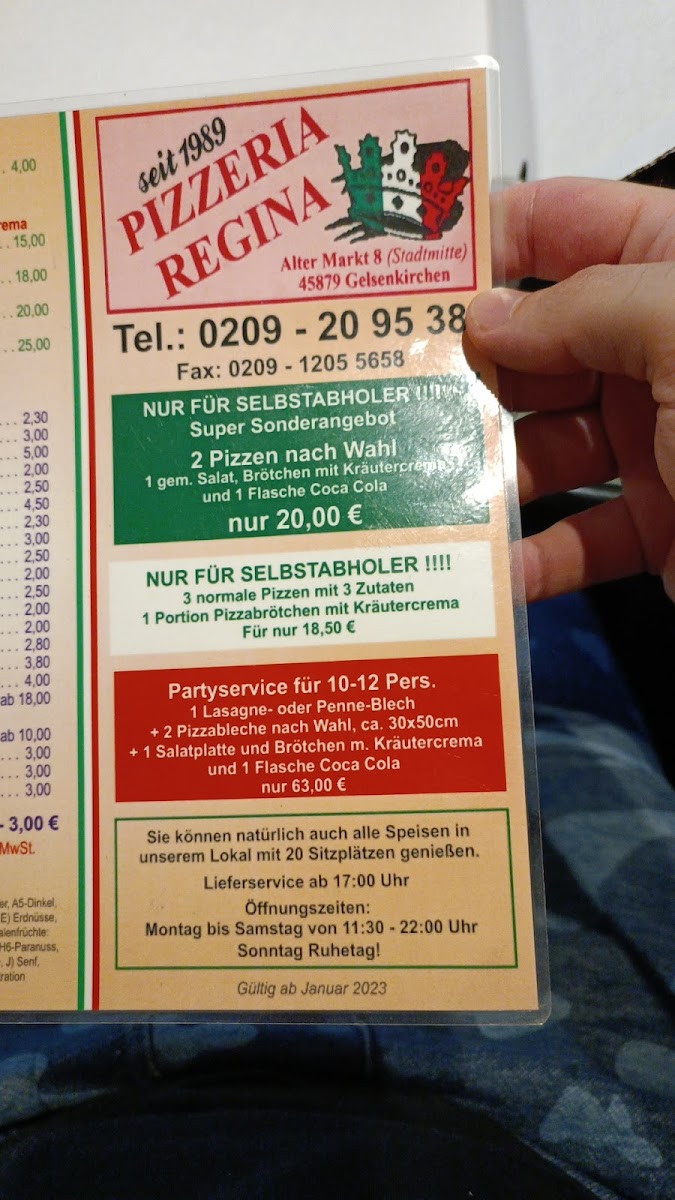 . 4,00
rema
. . 15,00
. . . 18,00
. . . 20,00
. . . 25,00
. . . 2,30
. . . 3,00
. . . 5,00
. . . 2,00
. . . 2,50
. . . 4,50
. . . 2,30
. . . 3,00
. . . 2,50
. . . 2,00
. . . 2,50
. . . 2,00
. . . 2,00
. . . 2,80
. . . 3,80
. . . 4,00
ab 18,00
ab 10,00
. . . 3,00
. . . 3,00
. . . 3,00
- 3,00 €
MwSt.
er, A5-Dinkel,
E) Erdnüsse,
H6-Paranuss,
, J) Senf,
seit 1989
PIZZERIA
REGINA
Alter Markt 8 (Stadtmitte)
45879 Gelsenkirchen
Tel.: 0209 - 20 95 38
Fax: 0209 - 1205 5658
NUR FÜR SELBSTABHOLER !!!!
Super Sonderangebot
2 Pizzen nach Wahl
1 gem. Salat, Brötchen mit Kräutercrema
und 1 Flasche Coca Cola
nur 20,00 €
NUR FÜR SELBSTABHOLER !!!!
3 normale Pizzen mit 3 Zutaten
1 Portion Pizzabrötchen mit Kräutercrema
Für nur 18,50 €
Partyservice für 10-12 Pers.
1 Lasagne- oder Penne-Blech
+ 2 Pizzableche nach Wahl, ca. 30x50cm
+ 1 Salatplatte und Brötchen m. Kräutercrema
und 1 Flasche Coca Cola
nur 63,00 €
Sie können natürlich auch alle Speisen in
unserem Lokal mit 20 Sitzplätzen genießen.
Lieferservice ab 17:00 Uhr
Öffnungszeiten:
Montag bis Samstag von 11:30 - 22:00 Uhr
Sonntag Ruhetag!
Gültig ab Januar 2023